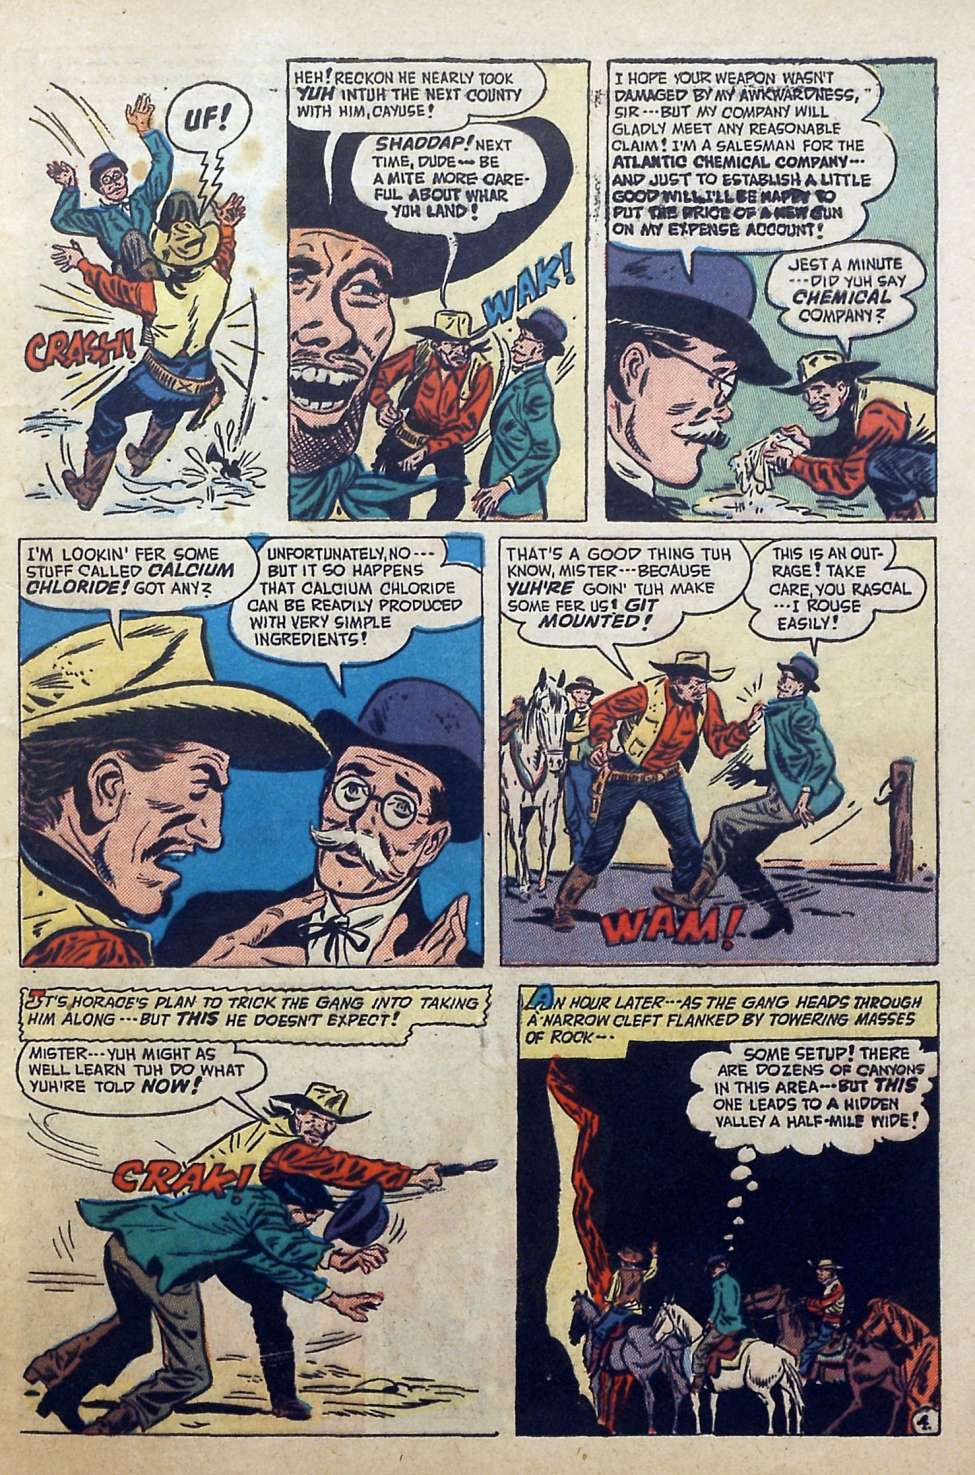 UF!
CRASH!
HEH! RECKON HE NEARLY TOOK
YUH INTUH THE NEXT COUNTY
WITH HIM, CAYUSE!
SHADDAP! NEXT
TIME, DUDE--- BE
A MITE MORE CARE-
FUL ABOUT WHAR
YUH LAND!
WAK!
I HOPE YOUR WEAPON WASN'T
DAMAGED BY MY AWKWARDNESS,
SIR---BUT MY COMPANY WILL
GLADLY MEET ANY REASONABLE
CLAIM! I'M A SALESMAN FOR THE
ATLANTIC CHEMICAL COMPANY---
AND JUST TO ESTABLISH A LITTLE
GOOD WILL I'LL BE HAPPY TO
PUT THE PRICE OF A NEW GUN
ON MY EXPENSE ACCOUNT!
JEST A MINUTE
---DID YUH SAY
CHEMICAL
COMPANY?
I'M LOOKIN' FER SOME
STUFF CALLED CALCIUM
CHLORIDE! GOT ANY?
UNFORTUNATELY, NO---
BUT IT SO HAPPENS
THAT CALCIUM CHLORIDE
CAN BE READILY PRODUCED
WITH VERY SIMPLE
INGREDIENTS!
THAT'S A GOOD THING TUH
KNOW, MISTER---BECAUSE
YUH'RE GOIN' TUH MAKE
SOME FER US! GIT
MOUNTED!
THIS IS AN OUT-
RAGE! TAKE
CARE, YOU RASCAL
---I ROUSE
EASILY!
WAM!
IT'S HORACE'S PLAN TO TRICK THE GANG INTO TAKING
HIM ALONG---BUT THIS HE DOESN'T EXPECT!
MISTER---YUH MIGHT AS
WELL LEARN TUH DO WHAT
YUH'RE TOLD NOW!
CRAK!
AN HOUR LATER---AS THE GANG HEADS THROUGH
A NARROW CLEFT FLANKED BY TOWERING MASSES
OF ROCK---
SOME SETUP! THERE
ARE DOZENS OF CANYONS
IN THIS AREA---BUT THIS
ONE LEADS TO A HIDDEN
VALLEY A HALF-MILE WIDE!
4.